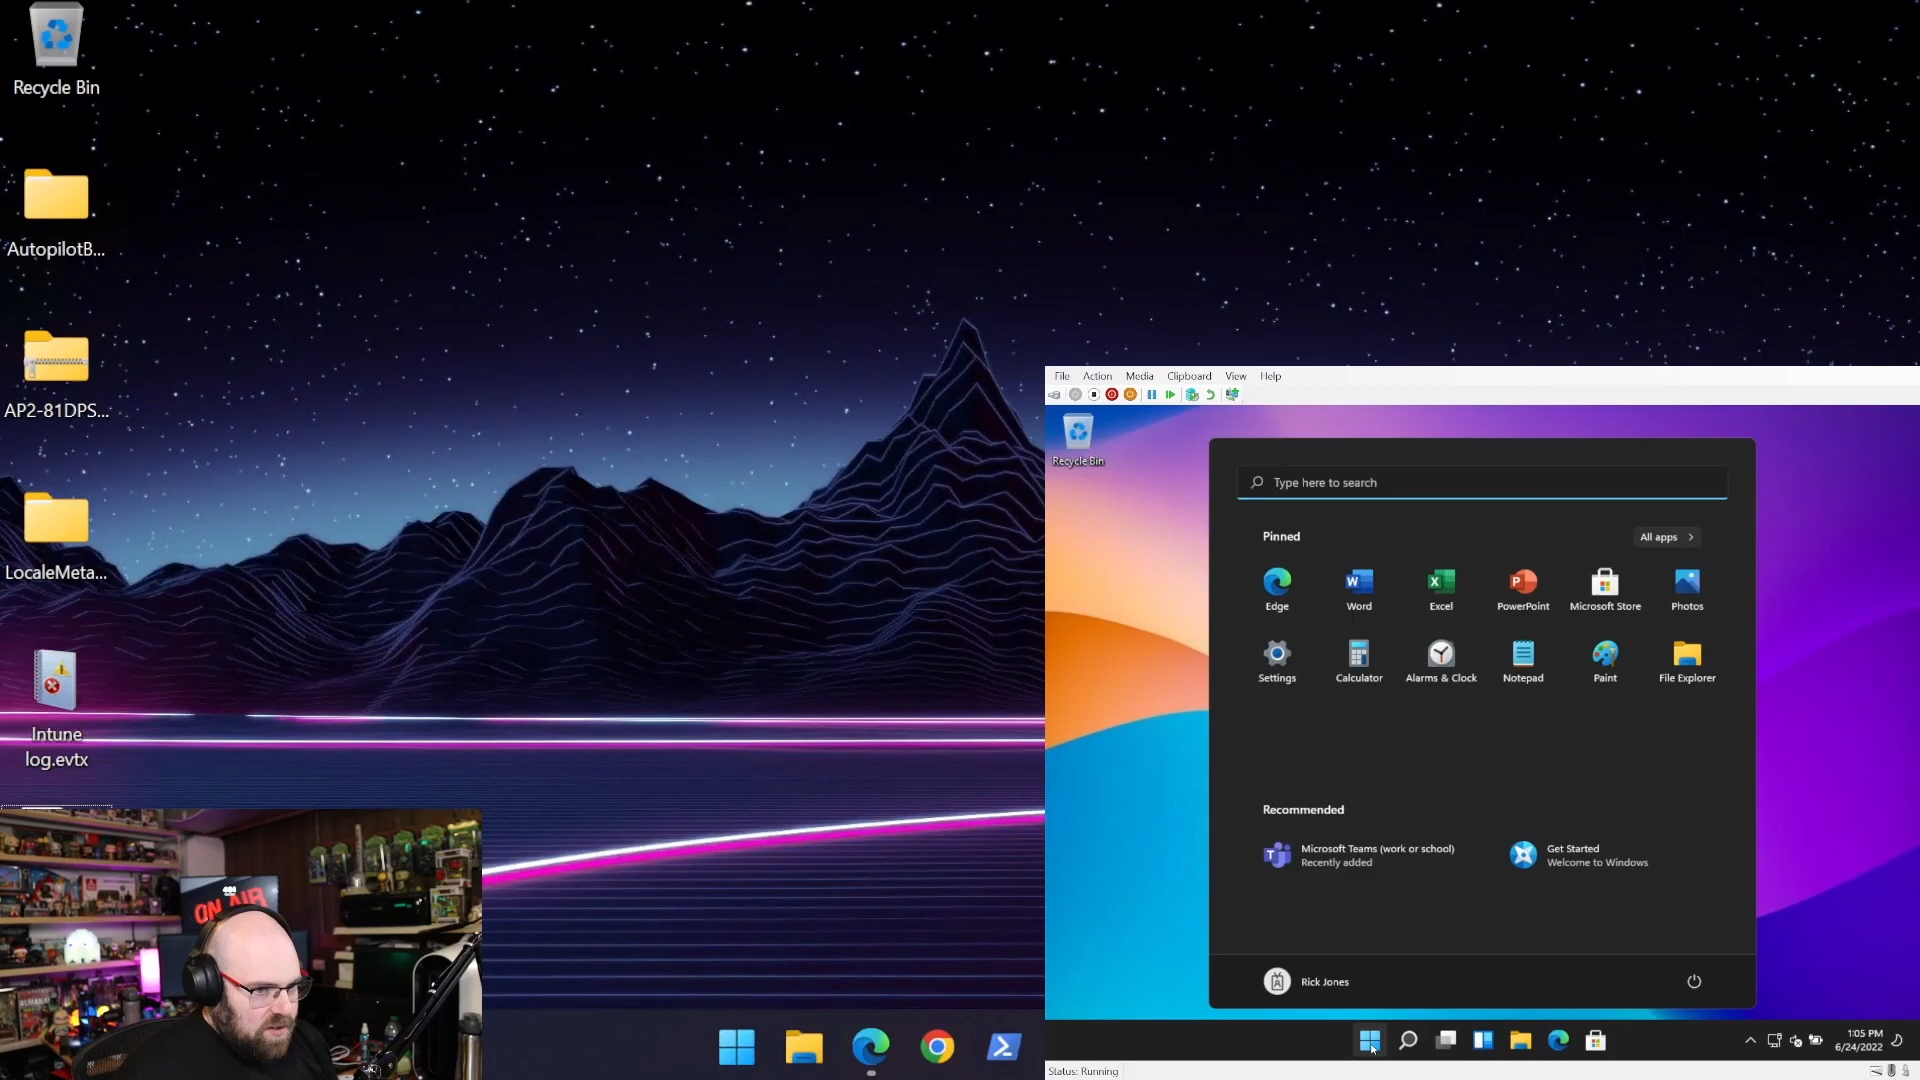 Recycle Bin
AutopilotB...
AP2-81DPS...
LocaleMeta...
Intune
log.evtx
ON AIR
File Action Media Clipboard View Help
Recycle Bin
Type here to search
Pinned
All apps
Edge
Word
Excel
PowerPoint
Microsoft Store
Photos
Settings
Calculator
Alarms & Clock
Notepad
Paint
File Explorer
Recommended
Microsoft Teams (work or school)
Recently added
Get Started
Welcome to Windows
Rick Jones
1:05 PM
6/24/2022
Status: Running